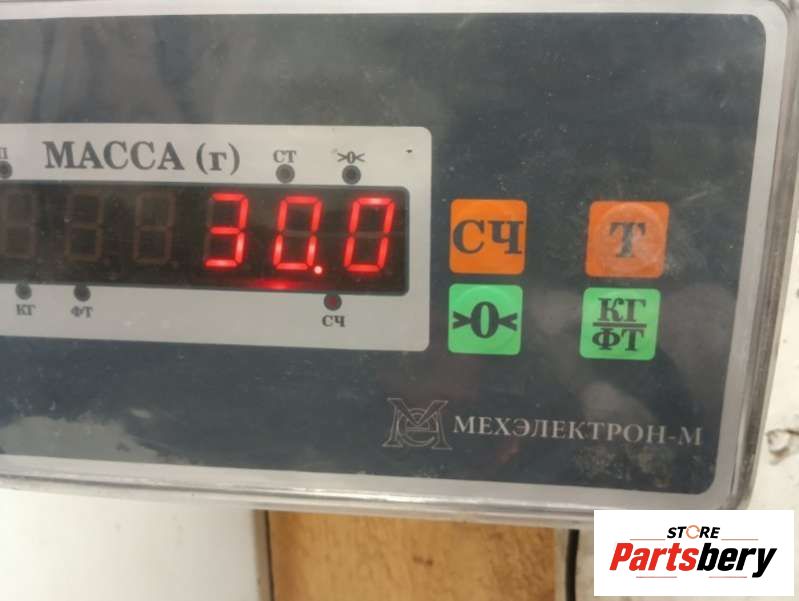 П МАССА (г) СТ >0<
30.0
КГ ФТ СЧ
СЧ Т
>0< КГ/ФТ
МЕХЭЛЕКТРОН-М
STORE
Partsbery